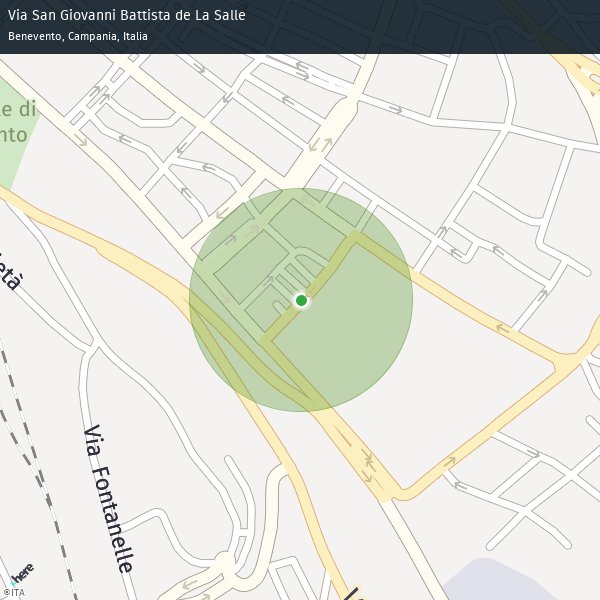 Via San Giovanni Battista de La Salle
Benevento, Campania, Italia
e di
nto
età
Via Fontanelle
here
©ITA